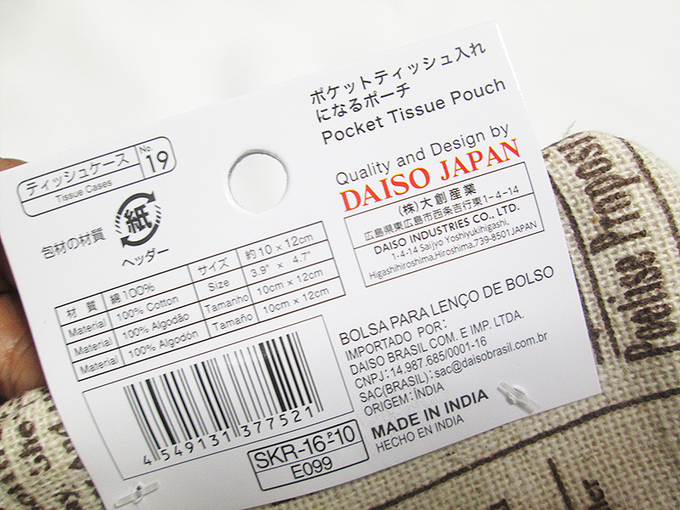 ポケットティッシュ入れ
になるポーチ
Pocket Tissue Pouch
ティッシュケース
Tissue Cases
No.
19
Quality and Design by
DAISO JAPAN
(株)大創産業
広島県東広島市西条吉行東1-4-14
DAISO INDUSTRIES CO., LTD.
1-4-14 Saijyo Yoshiyukihigashi,
Higashihiroshima,Hiroshima,739-8501JAPAN
包材の材質
紙
ヘッダー
材 質 綿100% サイズ 約10×12cm
Material 100% Cotton Size 3.9" × 4.7"
Material 100% Algodão Tamanho 10cm×12cm
Material 100% Algodón Tamaño 10cm×12cm
4 549131 377521
SKR-16-P-10
E099
BOLSA PARA LENÇO DE BOLSO
IMPORTADO POR:
DAISO BRASIL COM. E IMP. LTDA.
CNPJ: 14.987.685/0001-16
SAC(BRASIL): sac@daisobrasil.com.br
ORIGEM: ÍNDIA
MADE IN INDIA
HECHO EN INDIA